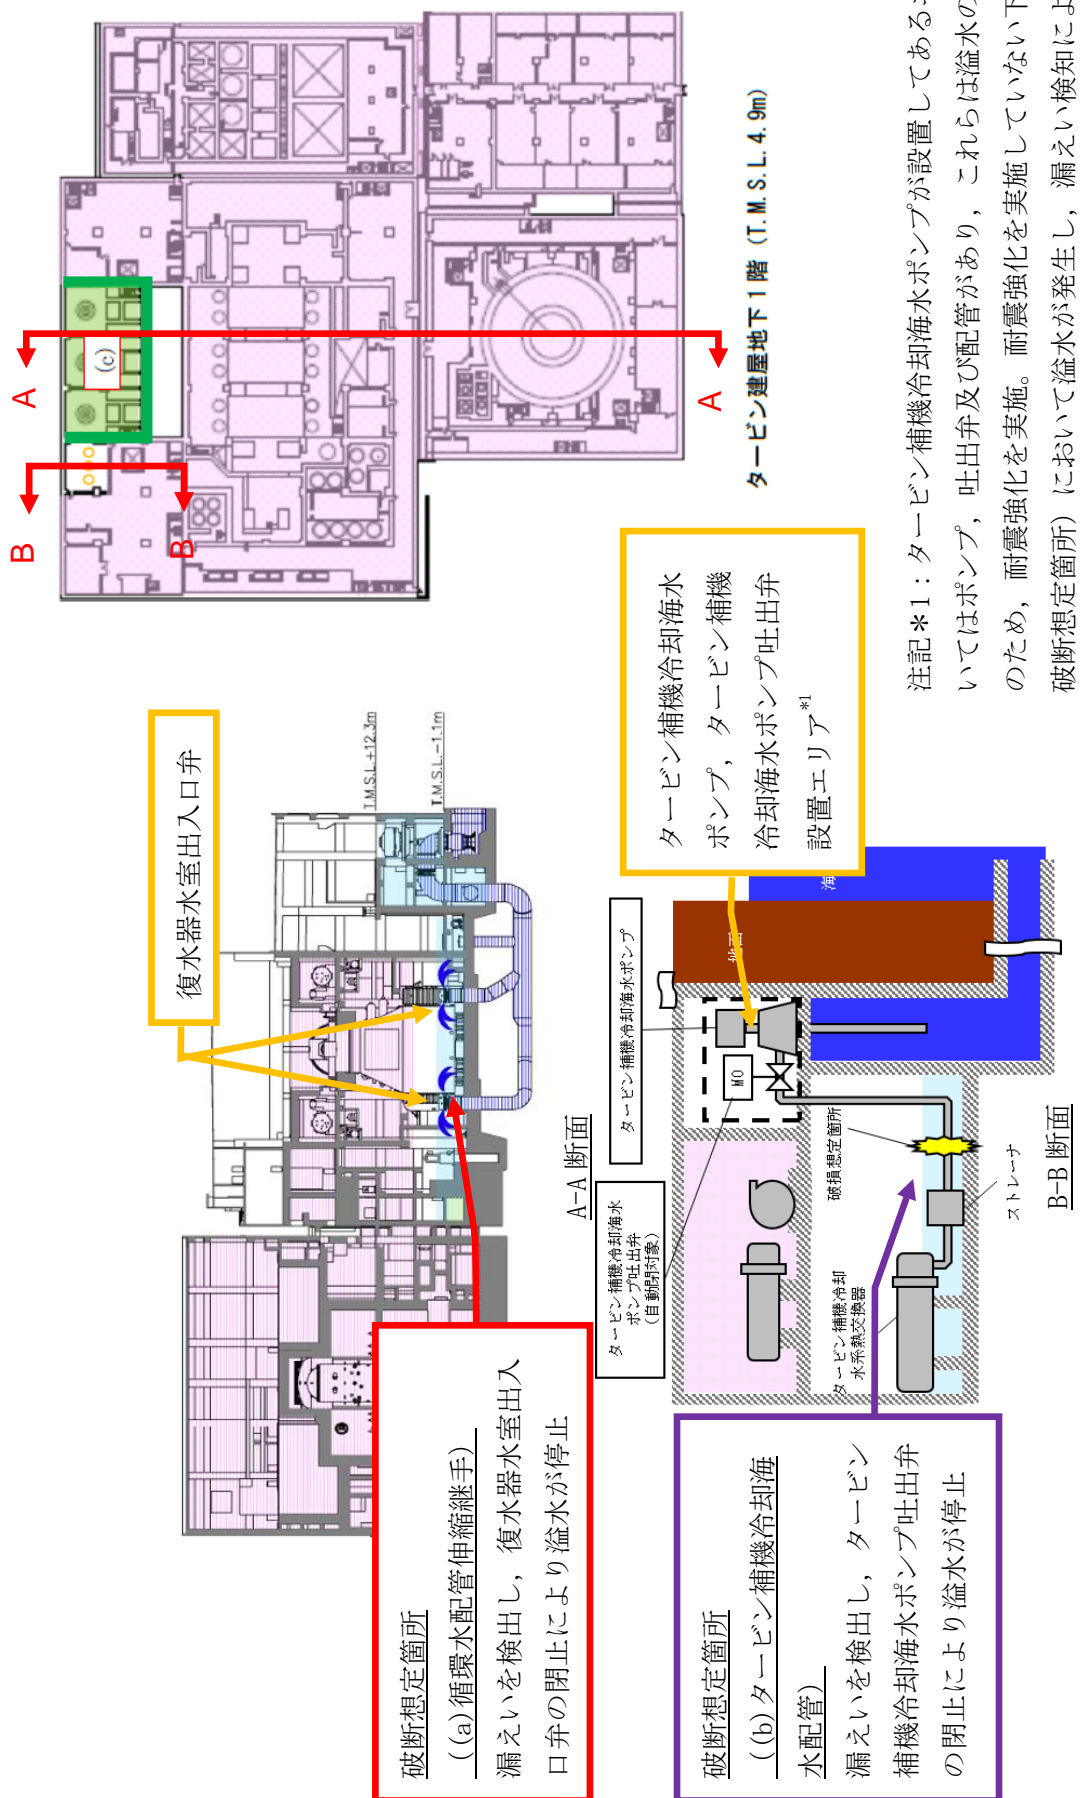 破断想定箇所
((a)循環水配管伸縮継手)
漏えいを検出し，復水器水室出入
口弁の閉止により溢水が停止
復水器水室出入口弁
T.M.S.L.+12.3m
T.M.S.L.-1.1m
A-A 断面
B
B
A
A
(c)
タービン建屋地下1階 (T.M.S.L.4.9m)
破断想定箇所
((b)タービン補機冷却海
水配管)
漏えいを検出し，タービン
補機冷却海水ポンプ吐出弁
の閉止により溢水が停止
タービン補機冷却海水
ポンプ吐出弁
(自動閉対象)
タービン補機冷却海水ポンプ
MO
タービン補機冷却
水系熱交換器
破損想定箇所
ストレーナ
地面
海
B-B 断面
タービン補機冷却海水
ポンプ，タービン補機
冷却海水ポンプ吐出弁
設置エリア*1
注記*1：タービン補機冷却海水ポンプが設置してある
いてはポンプ，吐出弁及び配管があり，これらは溢水の
のため，耐震強化を実施。耐震強化を実施していない下
破断想定箇所）において溢水が発生し，漏えい検知によ